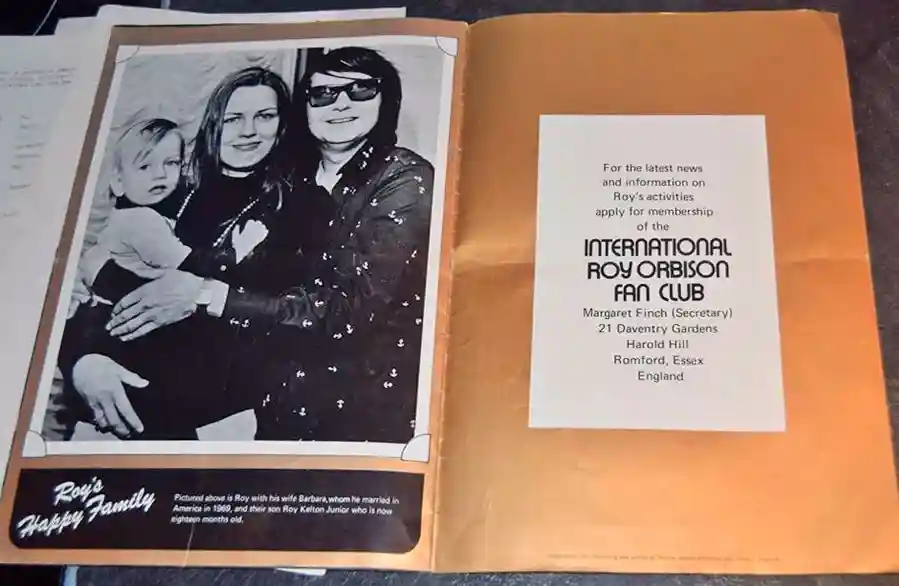 Roy's
Happy Family
Pictured above is Roy with his wife Barbara, whom he married in
America in 1969, and their son Roy Kelton Junior who is now
eighteen months old.
For the latest news
and information on
Roy's activities
apply for membership
of the
INTERNATIONAL
ROY ORBISON
FAN CLUB
Margaret Finch (Secretary)
21 Daventry Gardens
Harold Hill
Romford, Essex
England